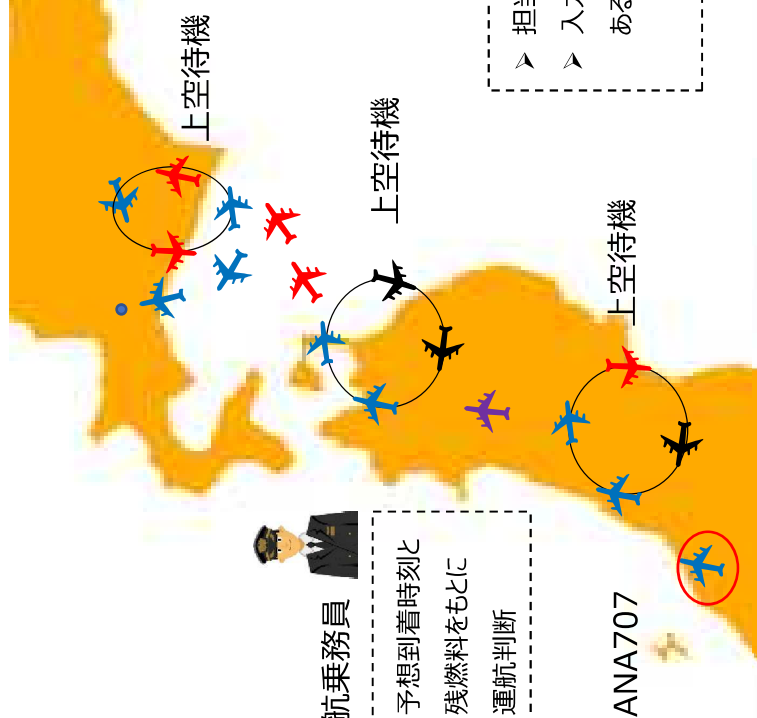 上空待機
上空待機
上空待機
航乗務員
予想到着時刻と
残燃料をもとに
運航判断
ANA707
➢ 担当
➢ 入
ある